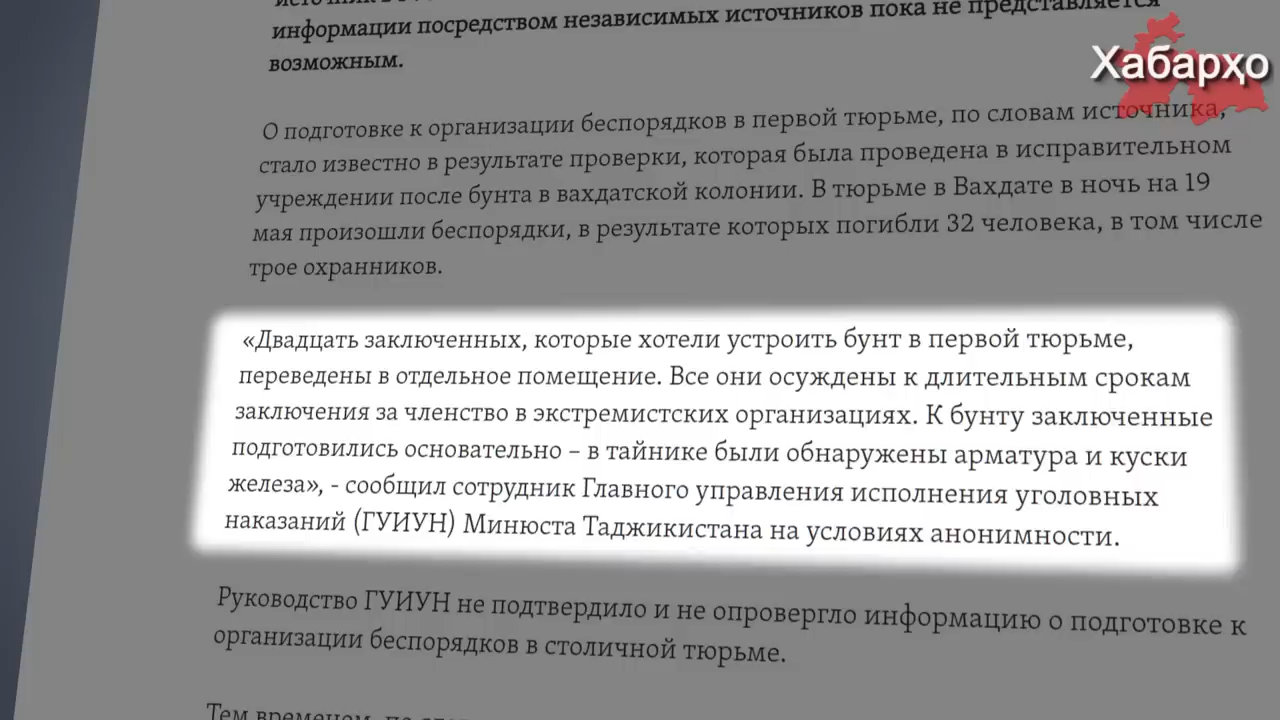 информации посредством независимых источников пока не представляется
возможным.
Хабарҳо
О подготовке к организации беспорядков в первой тюрьме, по словам источника,
стало известно в результате проверки, которая была проведена в исправительном
учреждении после бунта в вахдатской колонии. В тюрьме в Вахдате в ночь на 19
мая произошли беспорядки, в результате которых погибли 32 человека, в том числе
трое охранников.
«Двадцать заключенных, которые хотели устроить бунт в первой тюрьме,
переведены в отдельное помещение. Все они осуждены к длительным срокам
заключения за членство в экстремистских организациях. К бунту заключенные
подготовились основательно – в тайнике были обнаружены арматура и куски
железа», - сообщил сотрудник Главного управления исполнения уголовных
наказаний (ГУИУН) Минюста Таджикистана на условиях анонимности.
Руководство ГУИУН не подтвердило и не опровергло информацию о подготовке к
организации беспорядков в столичной тюрьме.
Тем временем, по